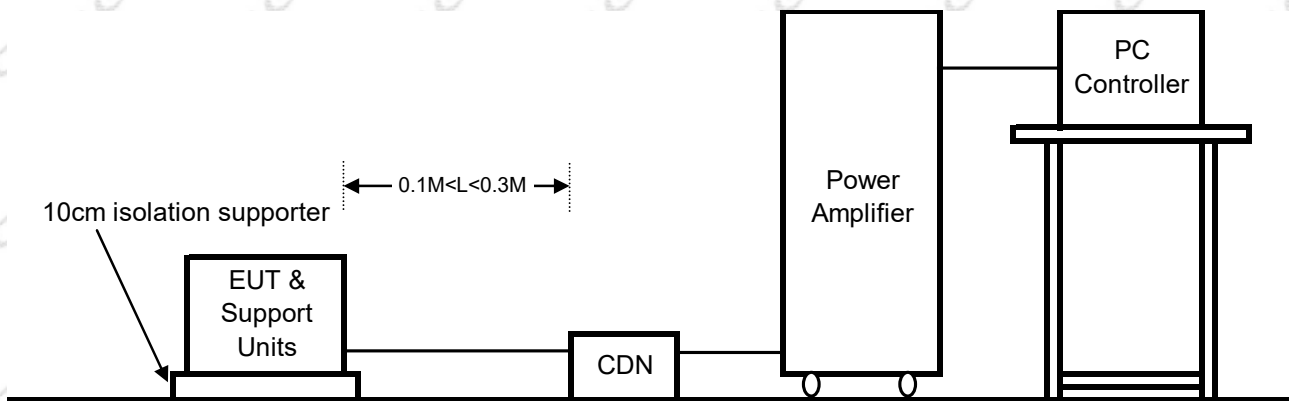 PC
Controller
0.1M<L<0.3M
Power
Amplifier
10cm isolation supporter
EUT &
Support
Units
CDN